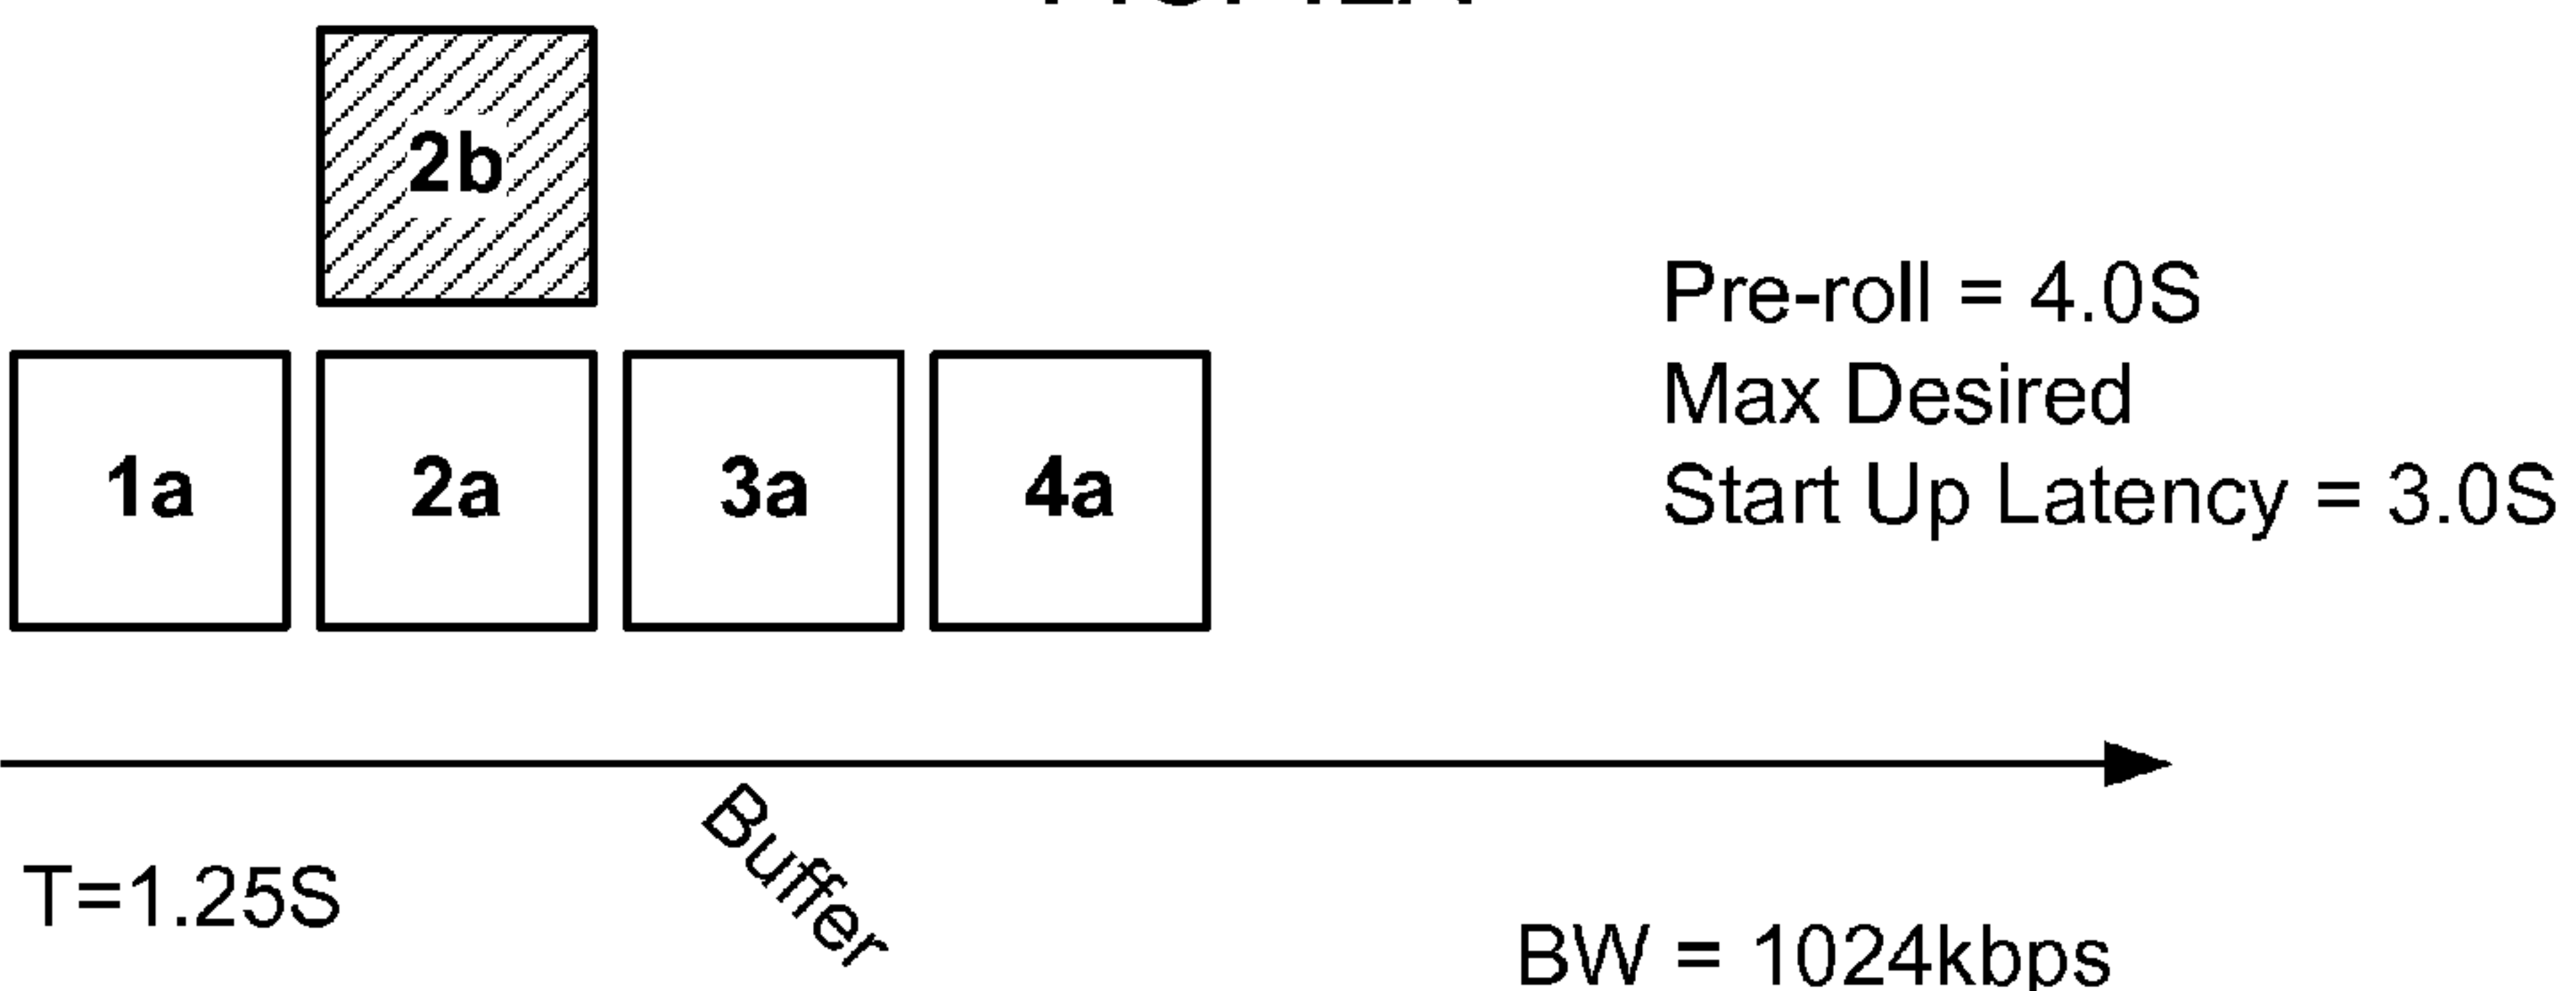 2b
Pre-roll = 4.0S
Max Desired
Start Up Latency = 3.0S
1a 2a 3a 4a
Buffer
T=1.25S
BW = 1024kbps